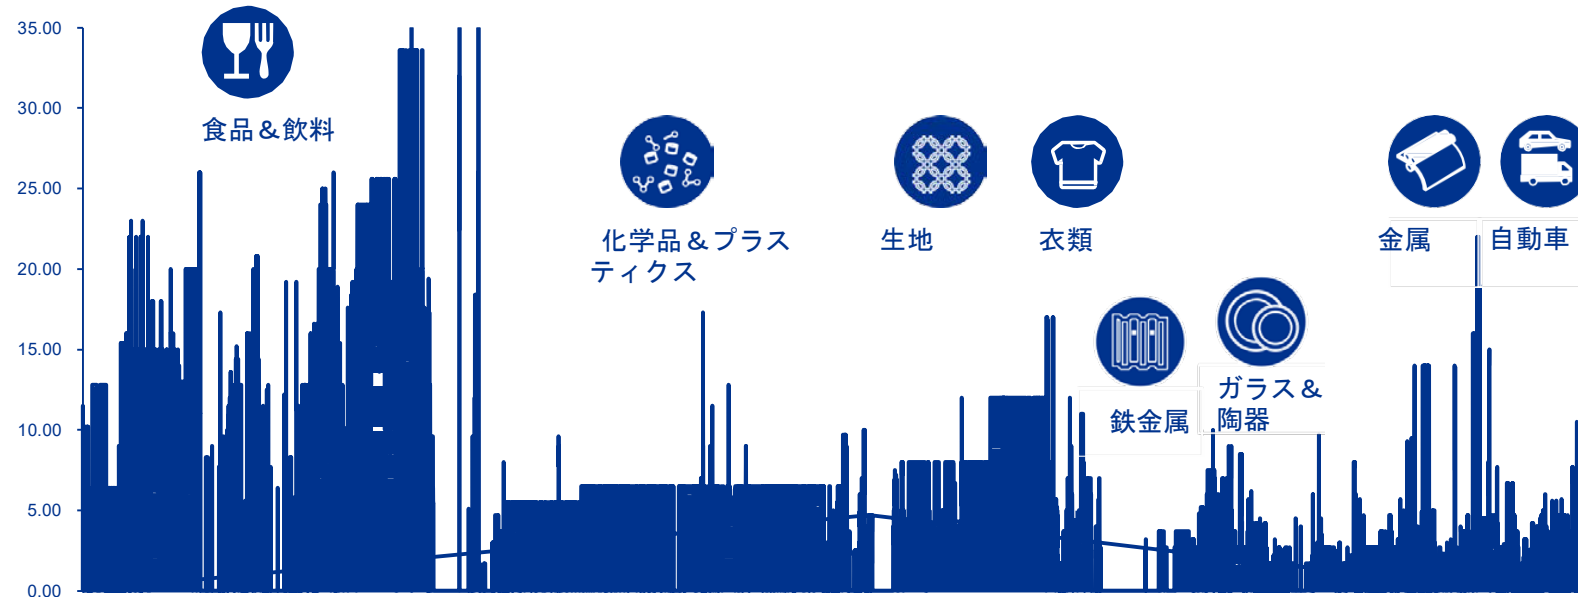 35.00
30.00
25.00
20.00
15.00
10.00
5.00
0.00
食品＆飲料
化学品＆プラス
ティクス
生地
衣類
鉄金属
ガラス＆
陶器
金属
自動車